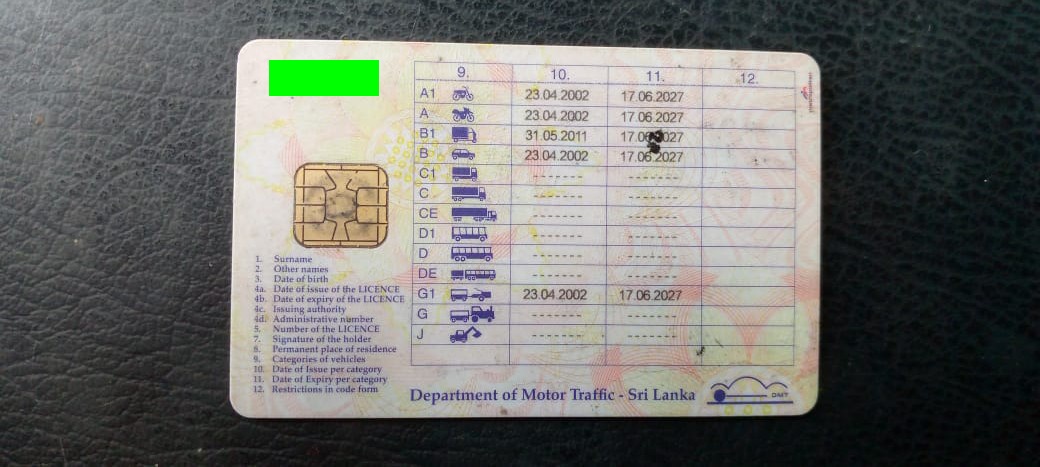 9. 10. 11. 12.
A1 23.04.2002 17.06.2027
A 23.04.2002 17.06.2027
B1 31.05.2011 17.06.2027
B 23.04.2002 17.06.2027
C1 ------ ------
C ------ ------
CE ------ ------
D1 ------ ------
D ------ ------
DE ------ ------
G1 23.04.2002 17.06.2027
G ------ ------
J ------ ------
1. Surname
2. Other names
3. Date of birth
4a. Date of issue of the LICENCE
4b. Date of expiry of the LICENCE
4c. Issuing authority
4d. Administrative number
5. Number of the LICENCE
7. Signature of the holder
8. Permanent place of residence
9. Categories of vehicles
10. Date of Issue per category
11. Date of Expiry per category
12. Restrictions in code form
Department of Motor Traffic - Sri Lanka
DMT